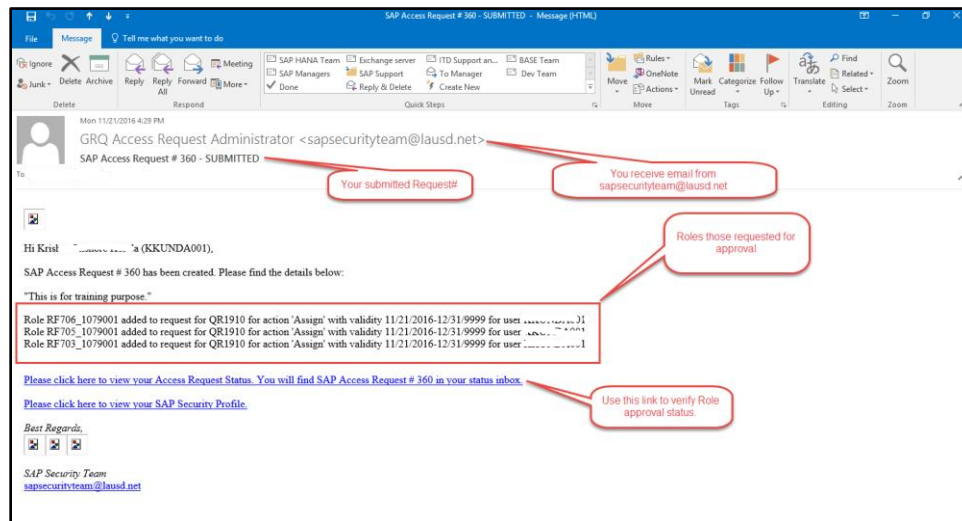 SAP Access Request # 360 - SUBMITTED - Message (HTML)
File Message Tell me what you want to do
Ignore
Junk
Delete Archive
Reply Reply All Forward
Meeting
More
SAP HANA Team Exchange server ITD Support an... BASE Team
SAP Managers SAP Support To Manager Dev Team
Done Reply & Delete Create New
Move
Rules
OneNote
Actions
Mark Unread Categorize Follow Up
Translate
Find
Related
Select
Zoom
Delete Respond Quick Steps Move Tags Editing Zoom
Mon 11/21/2016 4:29 PM
GRQ Access Request Administrator <sapsecurityteam@lausd.net>
SAP Access Request # 360 - SUBMITTED
To
Your submitted Request#
You receive email from
sapsecurityteam@lausd.net
Hi (KKUNDA001),
SAP Access Request # 360 has been created. Please find the details below:
"This is for training purpose."
Roles those requested for
approval
Role RF706_1079001 added to request for QR1910 for action 'Assign' with validity 11/21/2016-12/31/9999 for user
Role RF705_1079001 added to request for QR1910 for action 'Assign' with validity 11/21/2016-12/31/9999 for user
Role RF703_1079001 added to request for QR1910 for action 'Assign' with validity 11/21/2016-12/31/9999 for user
Please click here to view your Access Request Status. You will find SAP Access Request # 360 in your status inbox.
Please click here to view your SAP Security Profile.
Use this link to verify Role
approval status.
Best Regards,
SAP Security Team
sapsecurityteam@lausd.net